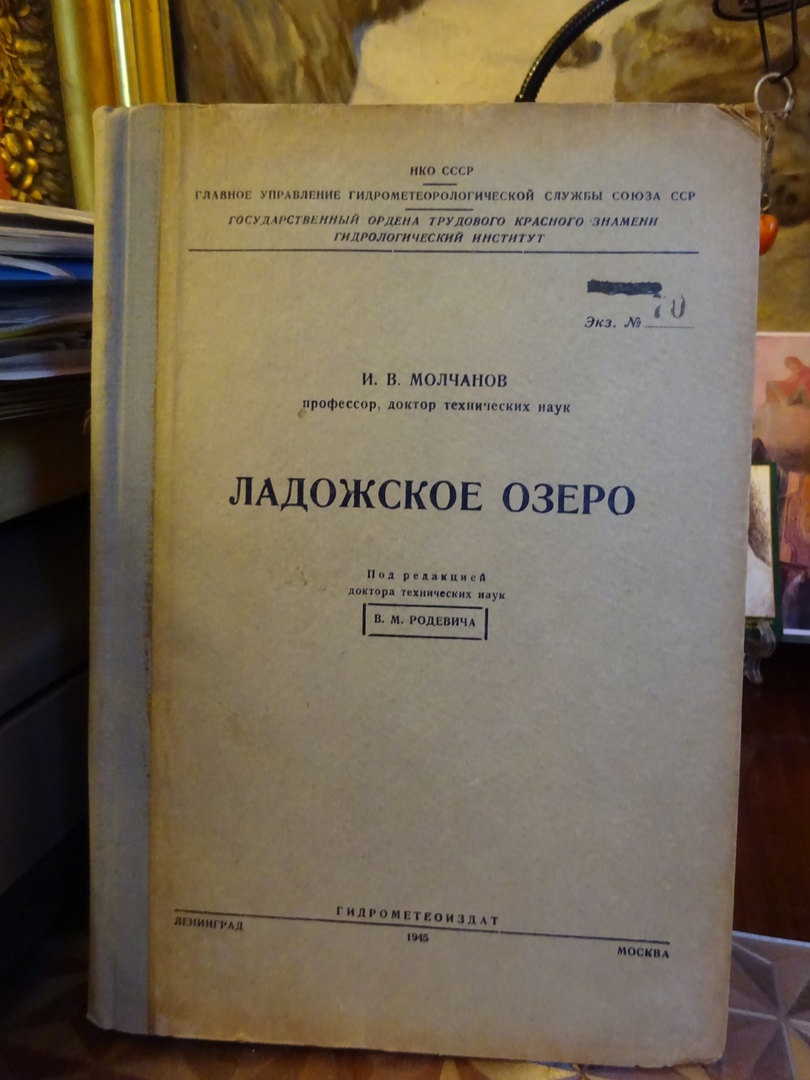 НКО СССР
ГЛАВНОЕ УПРАВЛЕНИЕ ГИДРОМЕТЕОРОЛОГИЧЕСКОЙ СЛУЖБЫ СОЮЗА ССР
ГОСУДАРСТВЕННЫЙ ОРДЕНА ТРУДОВОГО КРАСНОГО ЗНАМЕНИ
ГИДРОЛОГИЧЕСКИЙ ИНСТИТУТ
Экз. № 70
И. В. МОЛЧАНОВ
профессор, доктор технических наук
ЛАДОЖСКОЕ ОЗЕРО
Под редакцией
доктора технических наук
В. М. РОДЕВИЧА
ГИДРОМЕТЕОИЗДАТ
ЛЕНИНГРАД 1945 МОСКВА